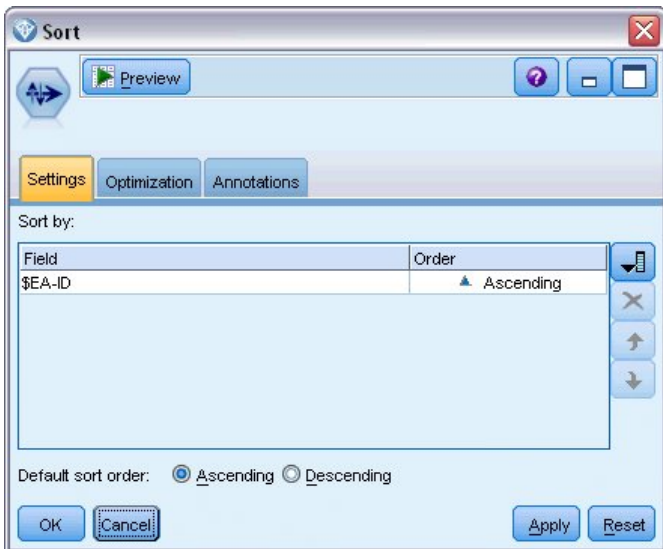 Sort
Preview
?
Settings Optimization Annotations
Sort by:
Field Order
$EA-ID Ascending
Default sort order: Ascending Descending
OK Cancel Apply Reset